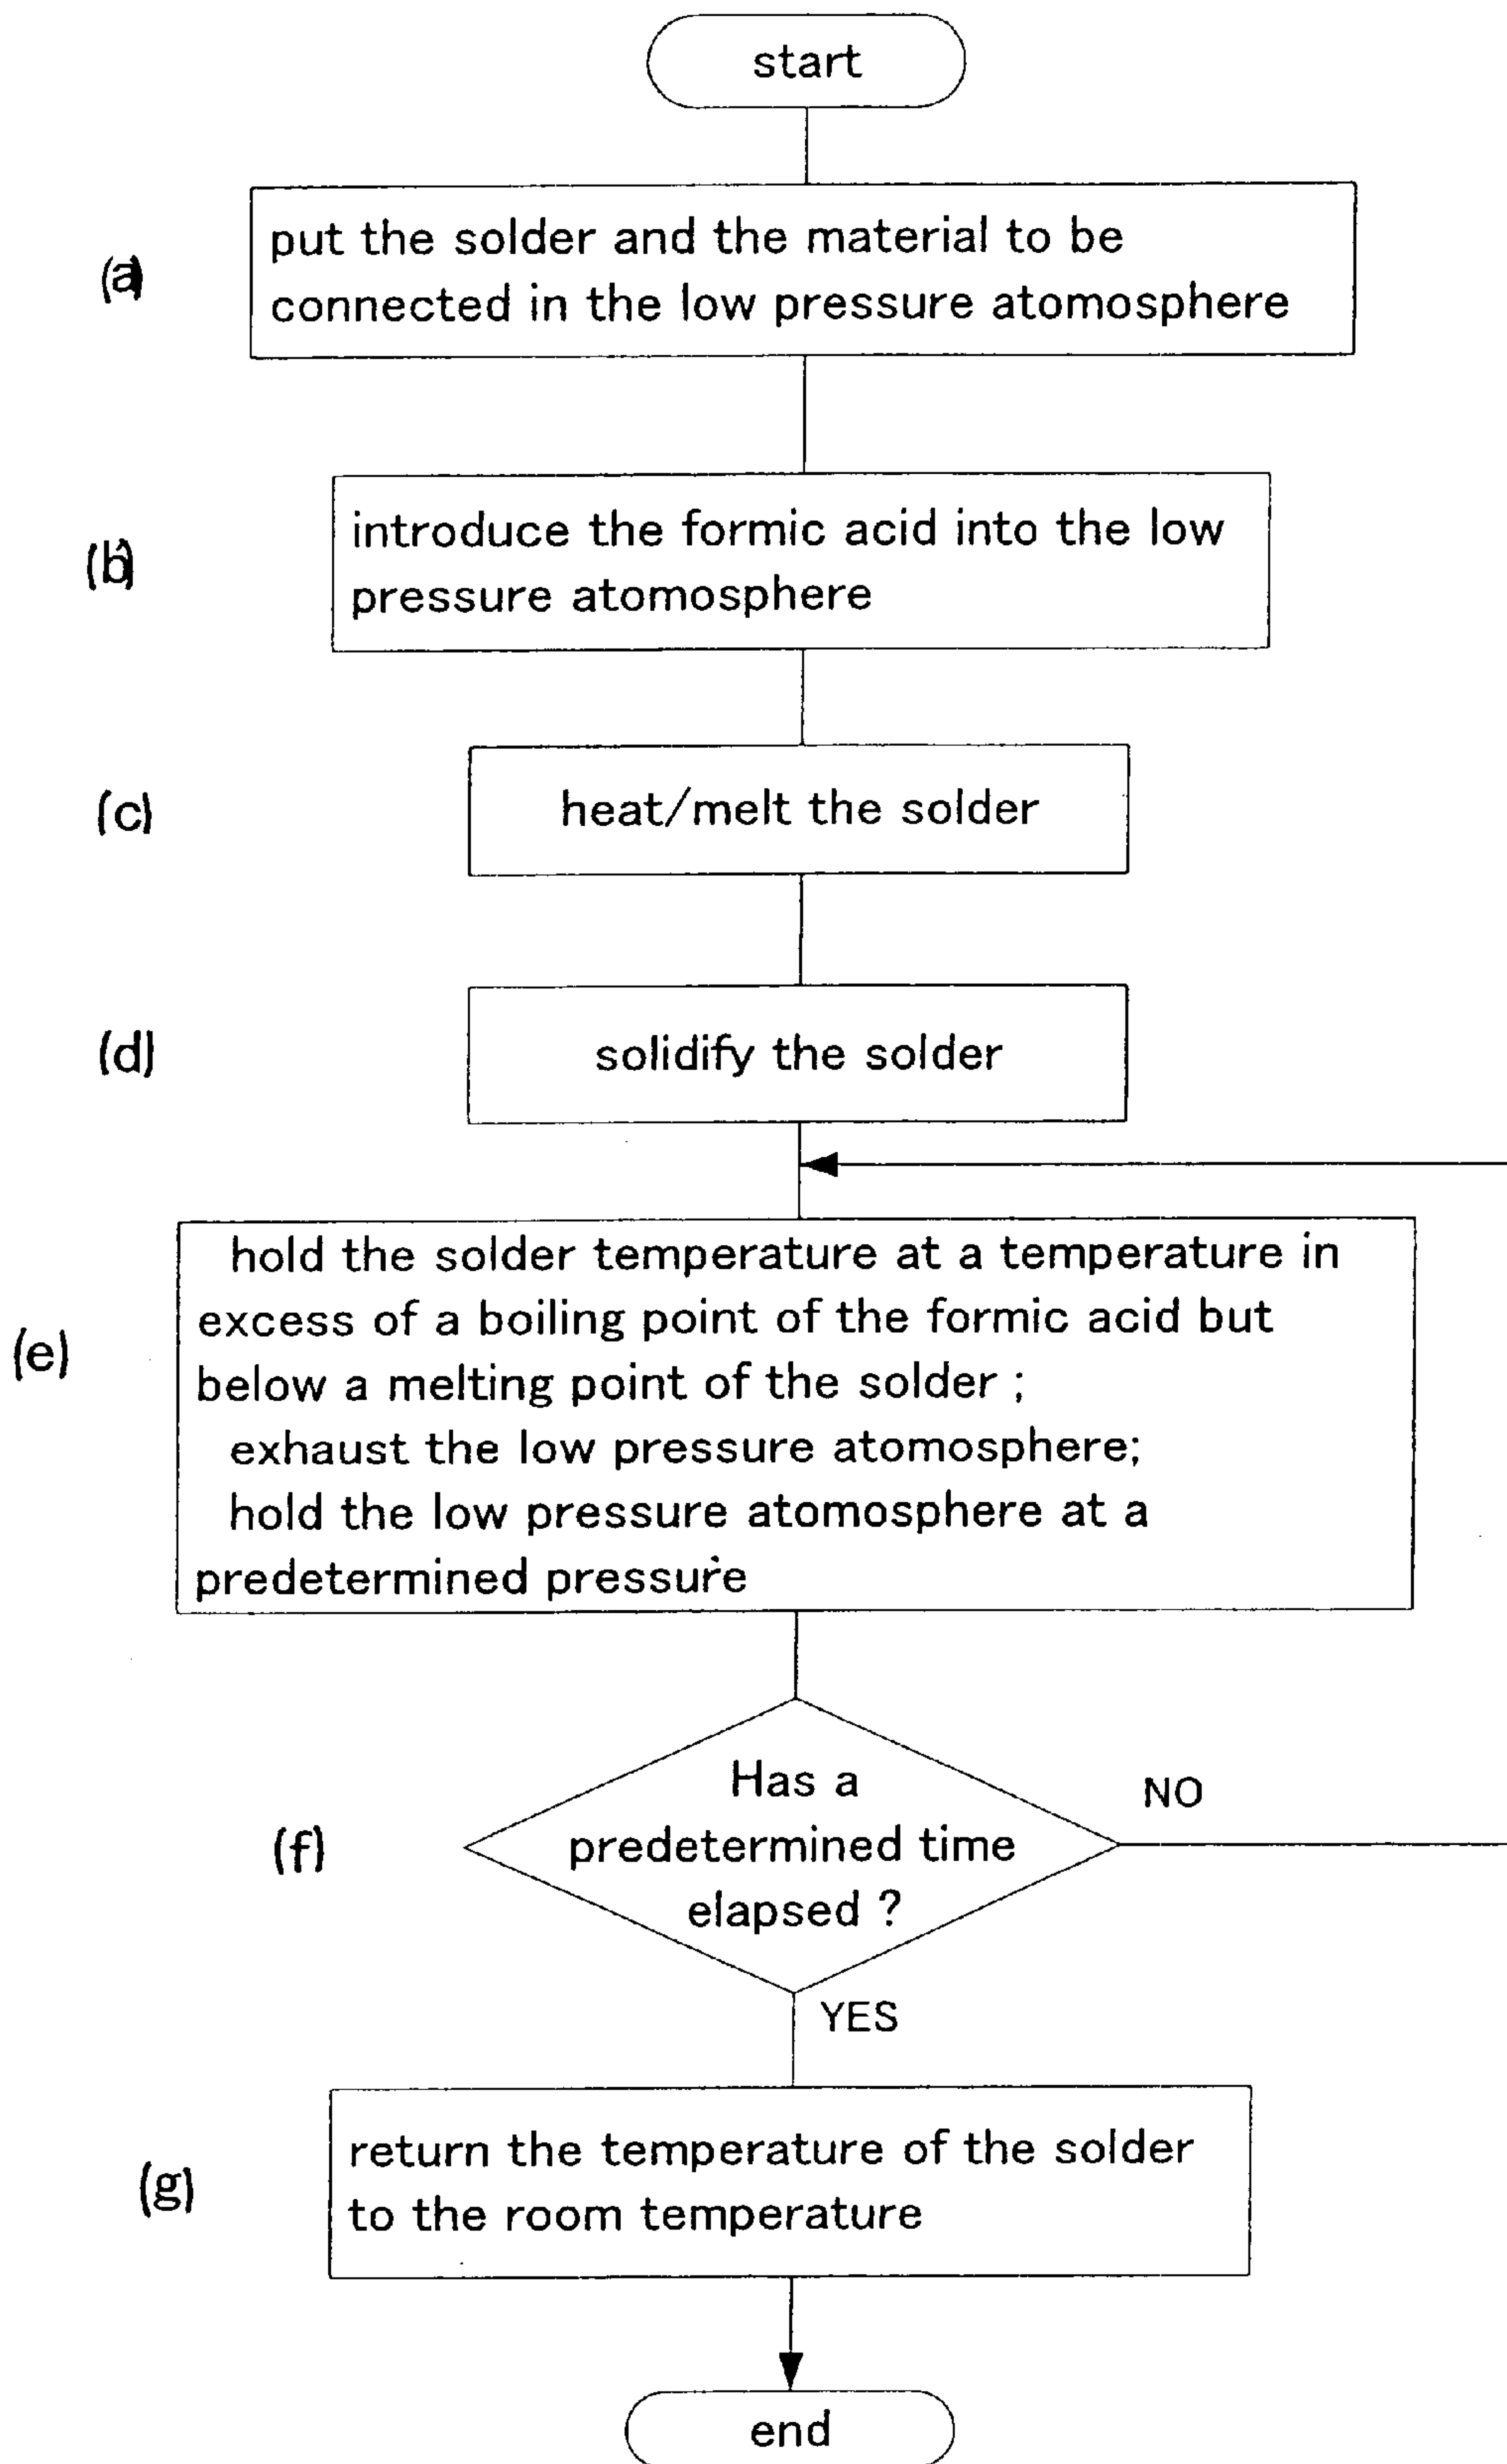 start
(a)
put the solder and the material to be
connected in the low pressure atomosphere
(b)
introduce the formic acid into the low
pressure atomosphere
(c)
heat/melt the solder
(d)
solidify the solder
(e)
hold the solder temperature at a temperature in
excess of a boiling point of the formic acid but
below a melting point of the solder ;
exhaust the low pressure atomosphere;
hold the low pressure atomosphere at a
predetermined pressure
(f)
Has a
predetermined time
elapsed ?
NO
YES
(g)
return the temperature of the solder
to the room temperature
end